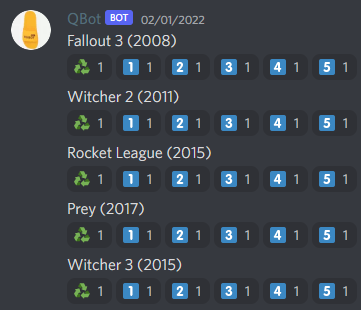 QBot BOT 02/01/2022
Fallout 3 (2008)
♻ 1 1 1 2 1 3 1 4 1 5 1
Witcher 2 (2011)
♻ 1 1 1 2 1 3 1 4 1 5 1
Rocket League (2015)
♻ 1 1 1 2 1 3 1 4 1 5 1
Prey (2017)
♻ 1 1 1 2 1 3 1 4 1 5 1
Witcher 3 (2015)
♻ 1 1 1 2 1 3 1 4 1 5 1